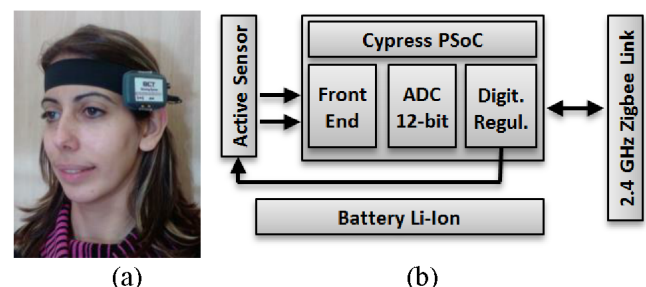 Active Sensor
Cypress PSoC
Front
End
ADC
12-bit
Digit.
Regul.
2.4 GHz Zigbee Link
Battery Li-Ion
(a)
(b)